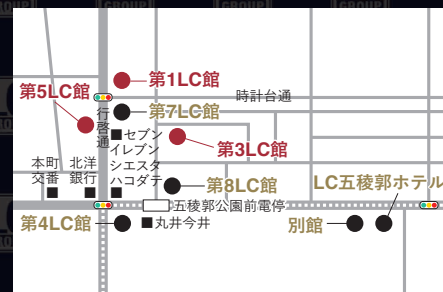 第1LC館
第5LC館
時計台通
第7LC館
行啓通
■セブン
イレブン
シエスタ
ハコダテ
第3LC館
本町
交番
北洋
銀行
第8LC館
LC五稜郭ホテル
五稜郭公園前電停
第4LC館
■丸井今井
別館